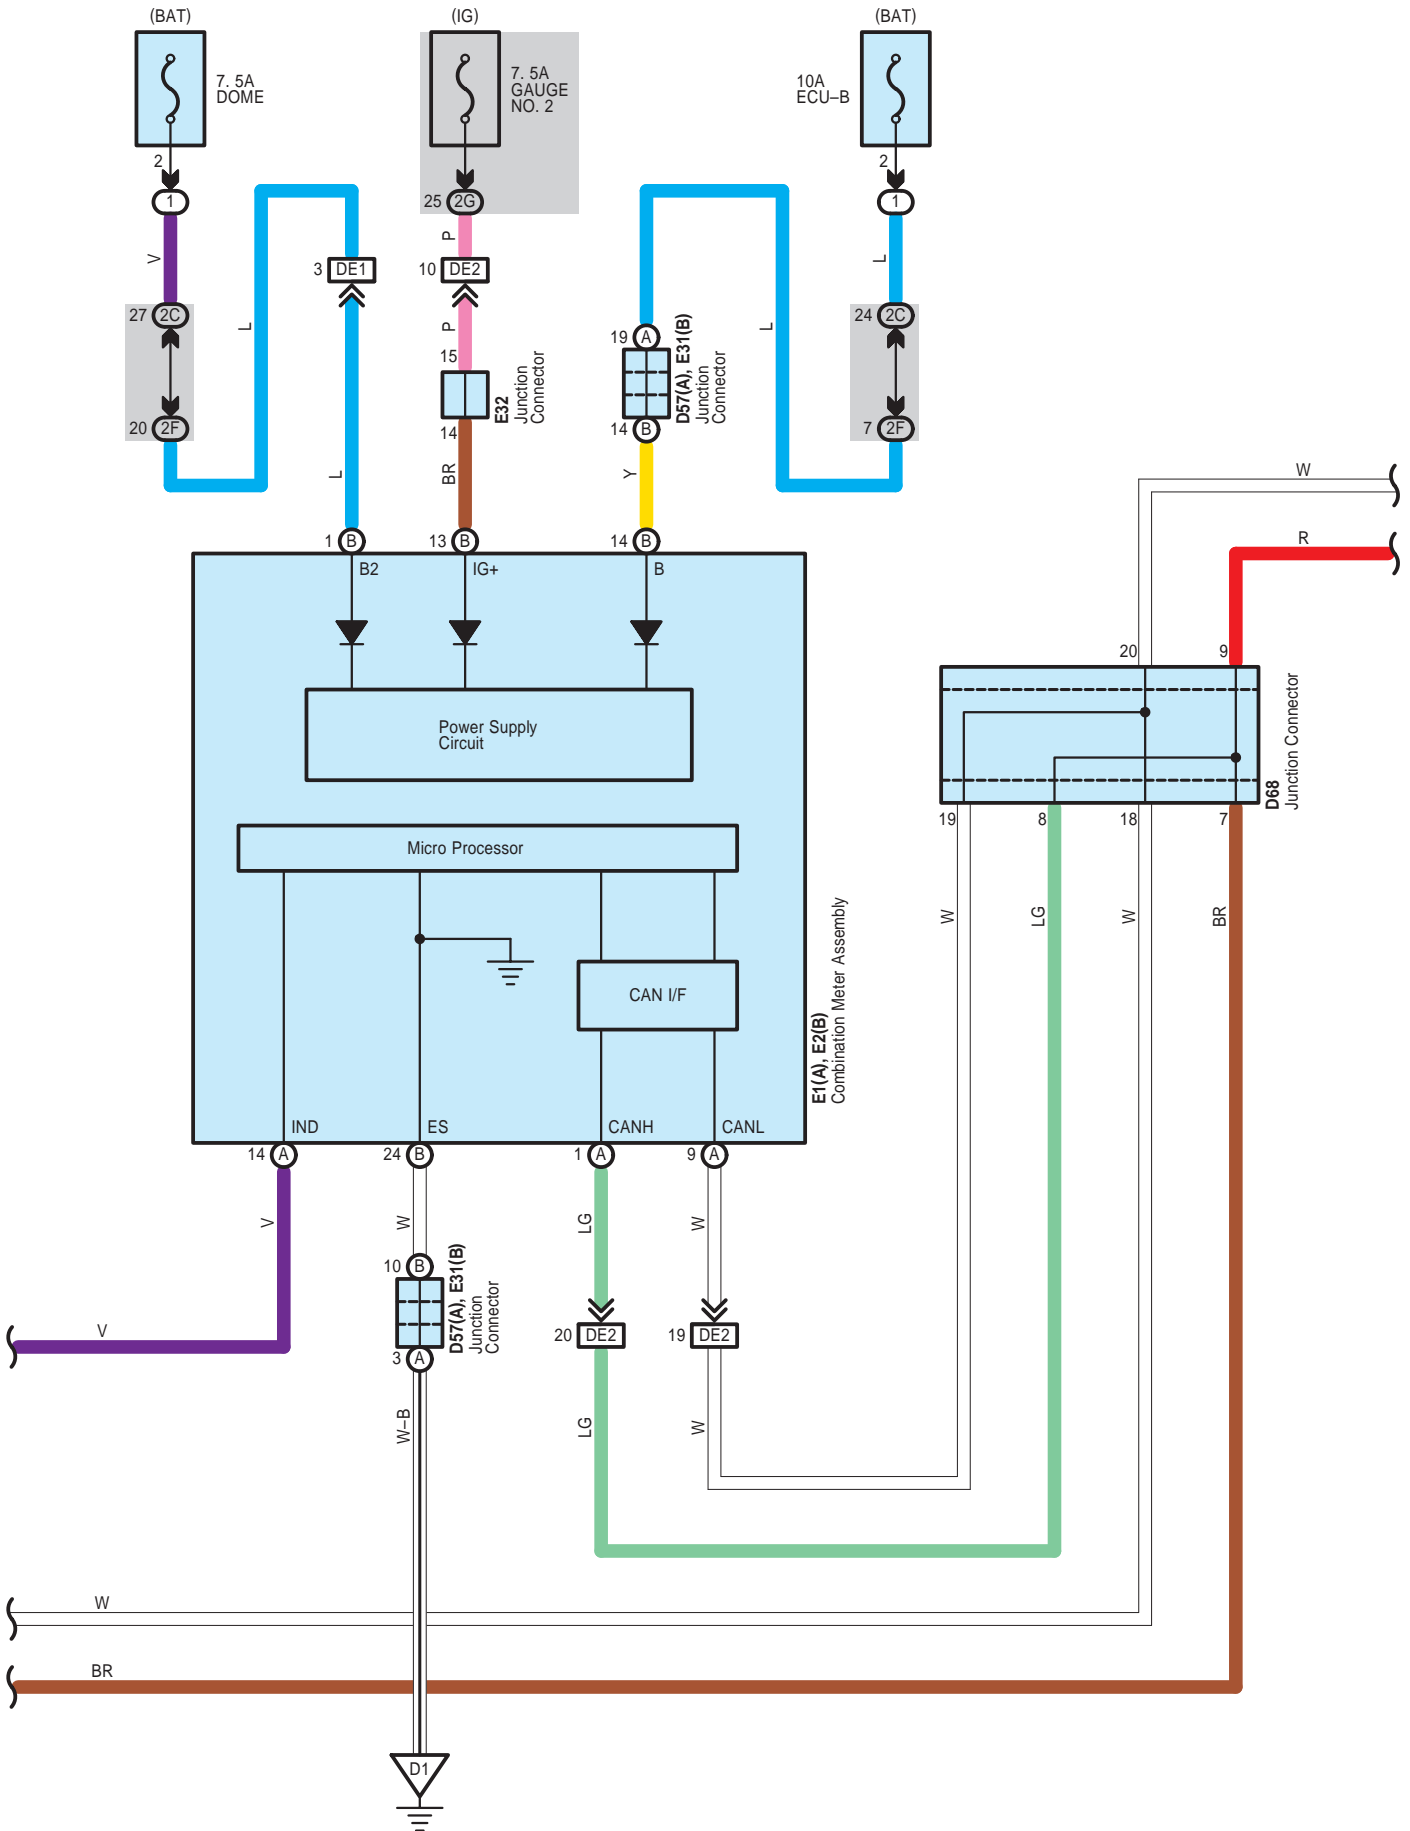 (BAT)
(IG)
(BAT)
7. 5A
DOME
7. 5A
GAUGE
NO. 2
10A
ECU–B
2
2
1
25 2G
1
V
P
L
3 DE1
10 DE2
27 2C
24 2C
L
L
P
L
19 A
D57(A), E31(B)
Junction
Connector
15
E32
Junction
Connector
20 2F
14
14 B
7 2F
L
BR
Y
W
R
1 B
13 B
14 B
B2
IG+
B
20
9
Power Supply
Circuit
D68
Junction Connector
19
8
18
7
Micro Processor
W
LG
W
BR
CAN I/F
E1(A), E2(B)
Combination Meter Assembly
IND
ES
CANH
CANL
14 A
24 B
1 A
9 A
V
W
LG
W
10 B
D57(A), E31(B)
Junction
Connector
V
20 DE2
19 DE2
3 A
W–B
LG
W
W
BR
D1